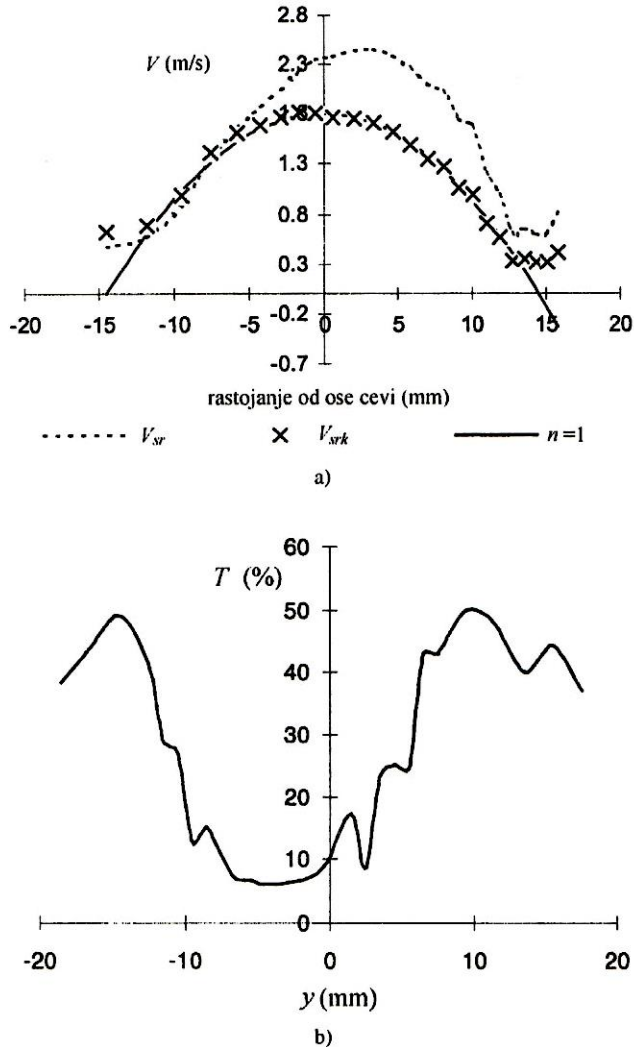 2.8
V (m/s)
2.3
1.8
1.3
0.8
0.3
-20 -15 -10 -5 0 5 10 15 20
-0.2
-0.7
rastojanje od ose cevi (mm)
V_sr V_srk n=1
a)
60
T (%)
50
40
30
20
10
0
-20 -10 0 10 20
y (mm)
b)